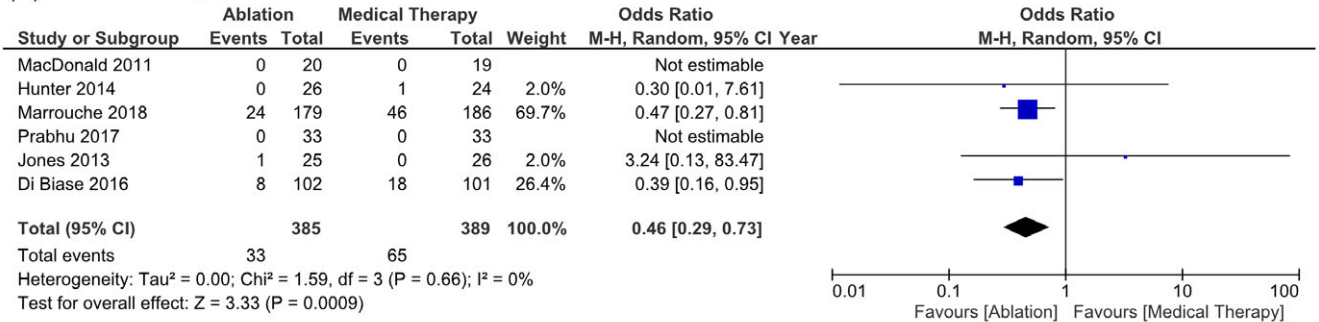 Ablation Medical Therapy Odds Ratio Odds Ratio
Study or Subgroup Events Total Events Total Weight M-H, Random, 95% CI Year M-H, Random, 95% CI
MacDonald 2011 0 20 0 19 Not estimable
Hunter 2014 0 26 1 24 2.0% 0.30 [0.01, 7.61]
Marrouche 2018 24 179 46 186 69.7% 0.47 [0.27, 0.81]
Prabhu 2017 0 33 0 33 Not estimable
Jones 2013 1 25 0 26 2.0% 3.24 [0.13, 83.47]
Di Biase 2016 8 102 18 101 26.4% 0.39 [0.16, 0.95]
Total (95% CI) 385 389 100.0% 0.46 [0.29, 0.73]
Total events 33 65
Heterogeneity: Tau² = 0.00; Chi² = 1.59, df = 3 (P = 0.66); I² = 0%
Test for overall effect: Z = 3.33 (P = 0.0009)
0.01 0.1 1 10 100
Favours [Ablation] Favours [Medical Therapy]